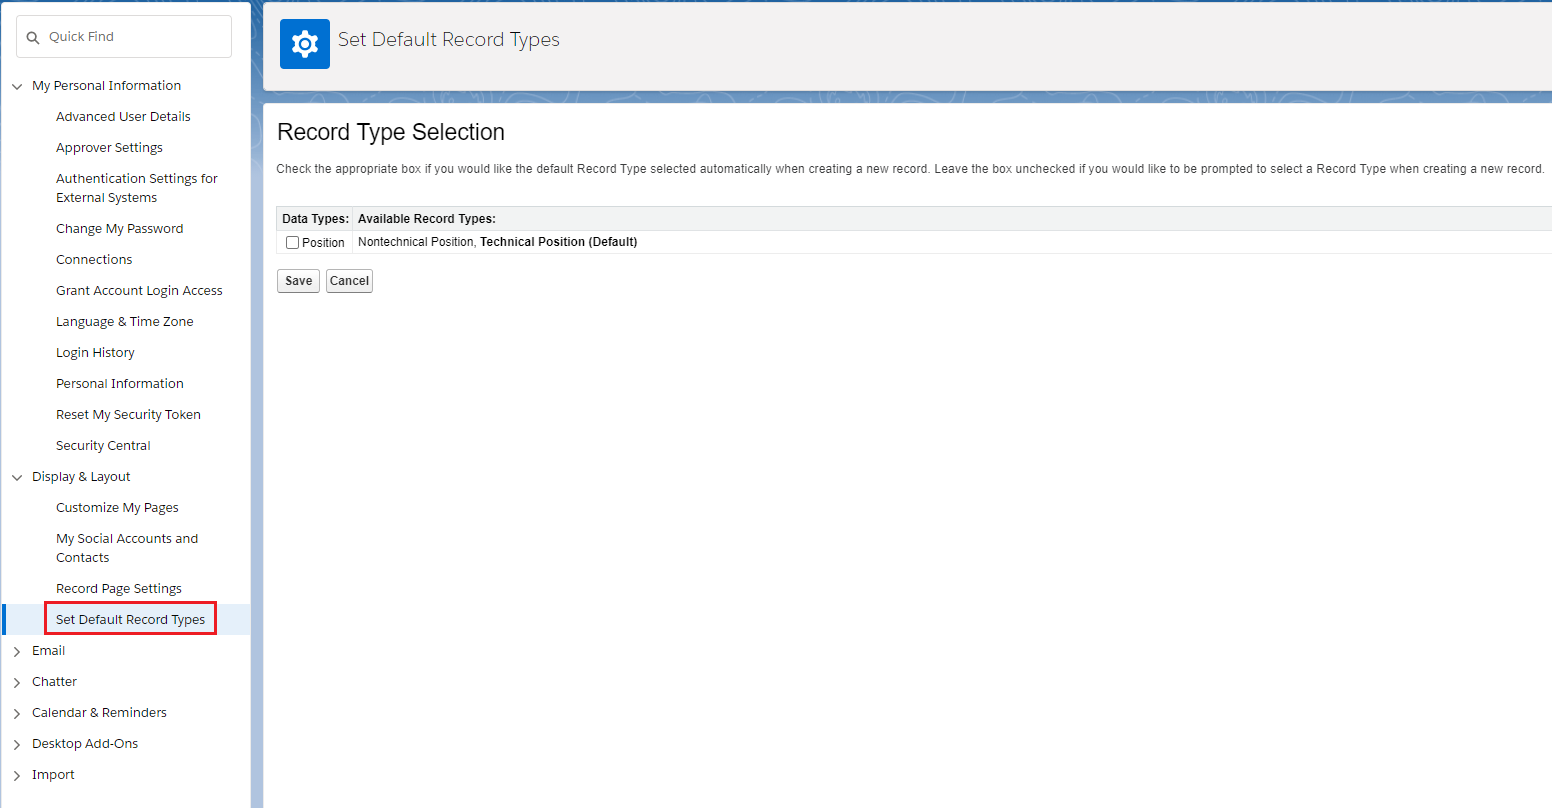 Quick Find
My Personal Information
Advanced User Details
Approver Settings
Authentication Settings for
External Systems
Change My Password
Connections
Grant Account Login Access
Language & Time Zone
Login History
Personal Information
Reset My Security Token
Security Central
Display & Layout
Customize My Pages
My Social Accounts and
Contacts
Record Page Settings
Set Default Record Types
Email
Chatter
Calendar & Reminders
Desktop Add-Ons
Import
Set Default Record Types
Record Type Selection
Check the appropriate box if you would like the default Record Type selected automatically when creating a new record. Leave the box unchecked if you would like to be prompted to select a Record Type when creating a new record.
Data Types: Available Record Types:
Position Nontechnical Position, Technical Position (Default)
Save Cancel